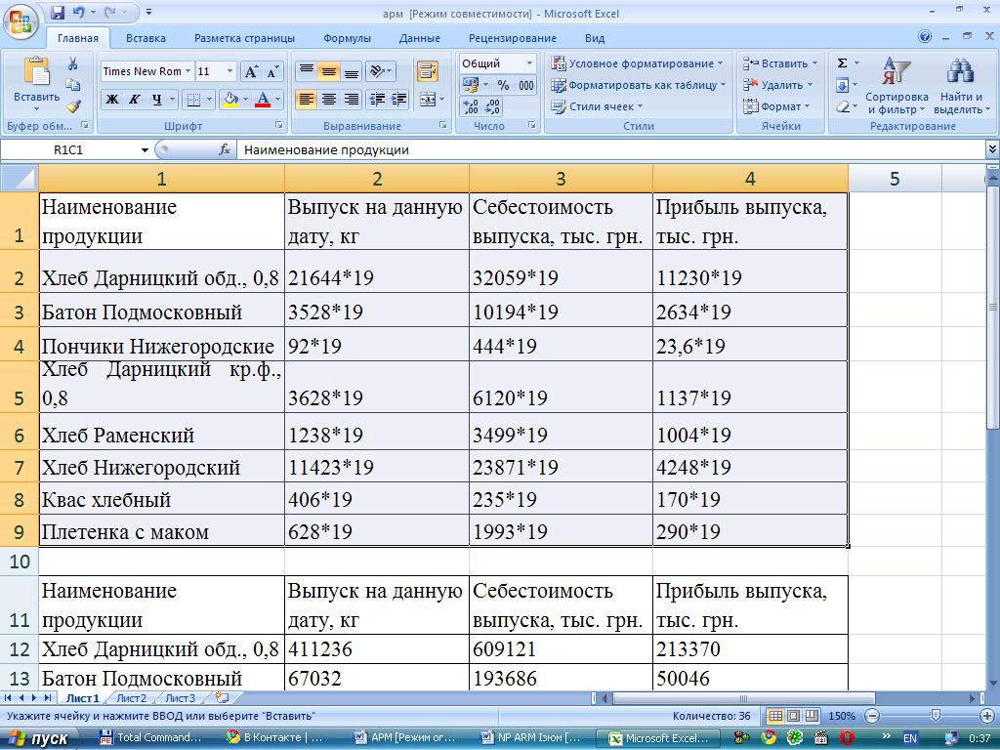 арм [Режим совместимости] - Microsoft Excel
Главная Вставка Разметка страницы Формулы Данные Рецензирование Вид
Вставить
Буфер обм...
Times New Rom 11
Ж К Ч
Шрифт
Выравнивание
Общий
% 000
Число
Условное форматирование
Форматировать как таблицу
Стили ячеек
Стили
Вставить
Удалить
Формат
Ячейки
Σ
Сортировка и фильтр
Найти и выделить
Редактирование
R1C1 fx Наименование продукции
1 2 3 4 5
1 Наименование продукции Выпуск на данную дату, кг Себестоимость выпуска, тыс. грн. Прибыль выпуска, тыс. грн.
2 Хлеб Дарницкий обд., 0,8 21644*19 32059*19 11230*19
3 Батон Подмосковный 3528*19 10194*19 2634*19
4 Пончики Нижегородские 92*19 444*19 23,6*19
5 Хлеб Дарницкий кр.ф., 0,8 3628*19 6120*19 1137*19
6 Хлеб Раменский 1238*19 3499*19 1004*19
7 Хлеб Нижегородский 11423*19 23871*19 4248*19
8 Квас хлебный 406*19 235*19 170*19
9 Плетенка с маком 628*19 1993*19 290*19
10
11 Наименование продукции Выпуск на данную дату, кг Себестоимость выпуска, тыс. грн. Прибыль выпуска, тыс. грн.
12 Хлеб Дарницкий обд., 0,8 411236 609121 213370
13 Батон Подмосковный 67032 193686 50046
Лист1 Лист2 Лист3
Укажите ячейку и нажмите ВВОД или выберите "Вставить" Количество: 36 150%
пуск Total Command... В Контакте | ... АРМ [Режим ог... NP ARM Ізюм [... Microsoft Excel... » EN 0:37